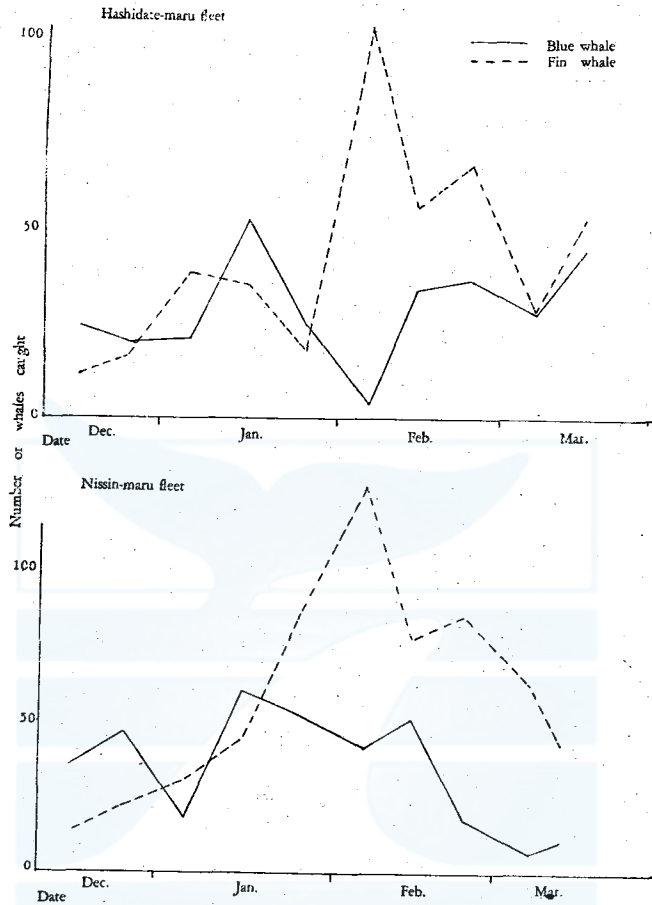 Hashidate-maru fleet
100
Blue whale
Fin whale
50
0
Date Dec. Jan. Feb. Mar.
Number or whales caught
Nissin-maru fleet
100
50
0
Date Dec. Jan. Feb. Mar.